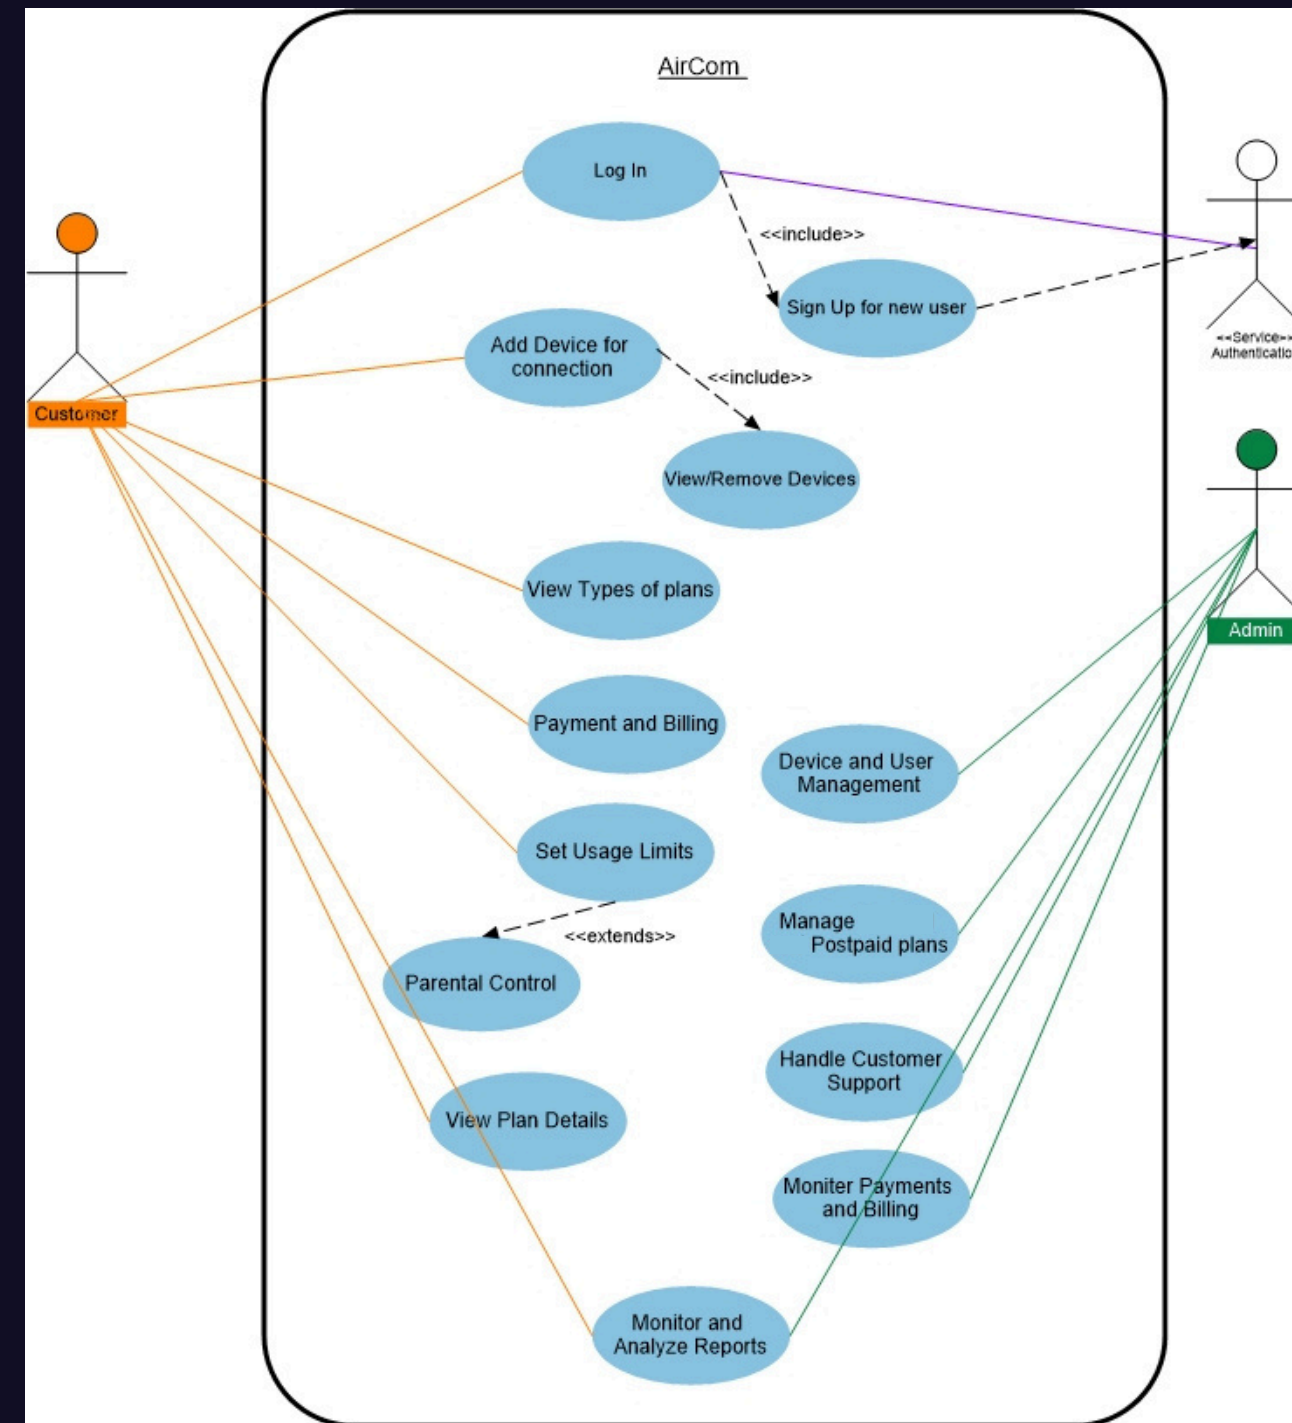 AirCom
Log In
<<include>>
Sign Up for new user
<<Service>>
Authenticatio
Customer
Add Device for
connection
<<include>>
View/Remove Devices
Admin
View Types of plans
Payment and Billing
Device and User
Management
Set Usage Limits
<<extends>>
Manage
Postpaid plans
Parental Control
Handle Customer
Support
View Plan Details
Moniter Payments
and Billing
Monitor and
Analyze Reports